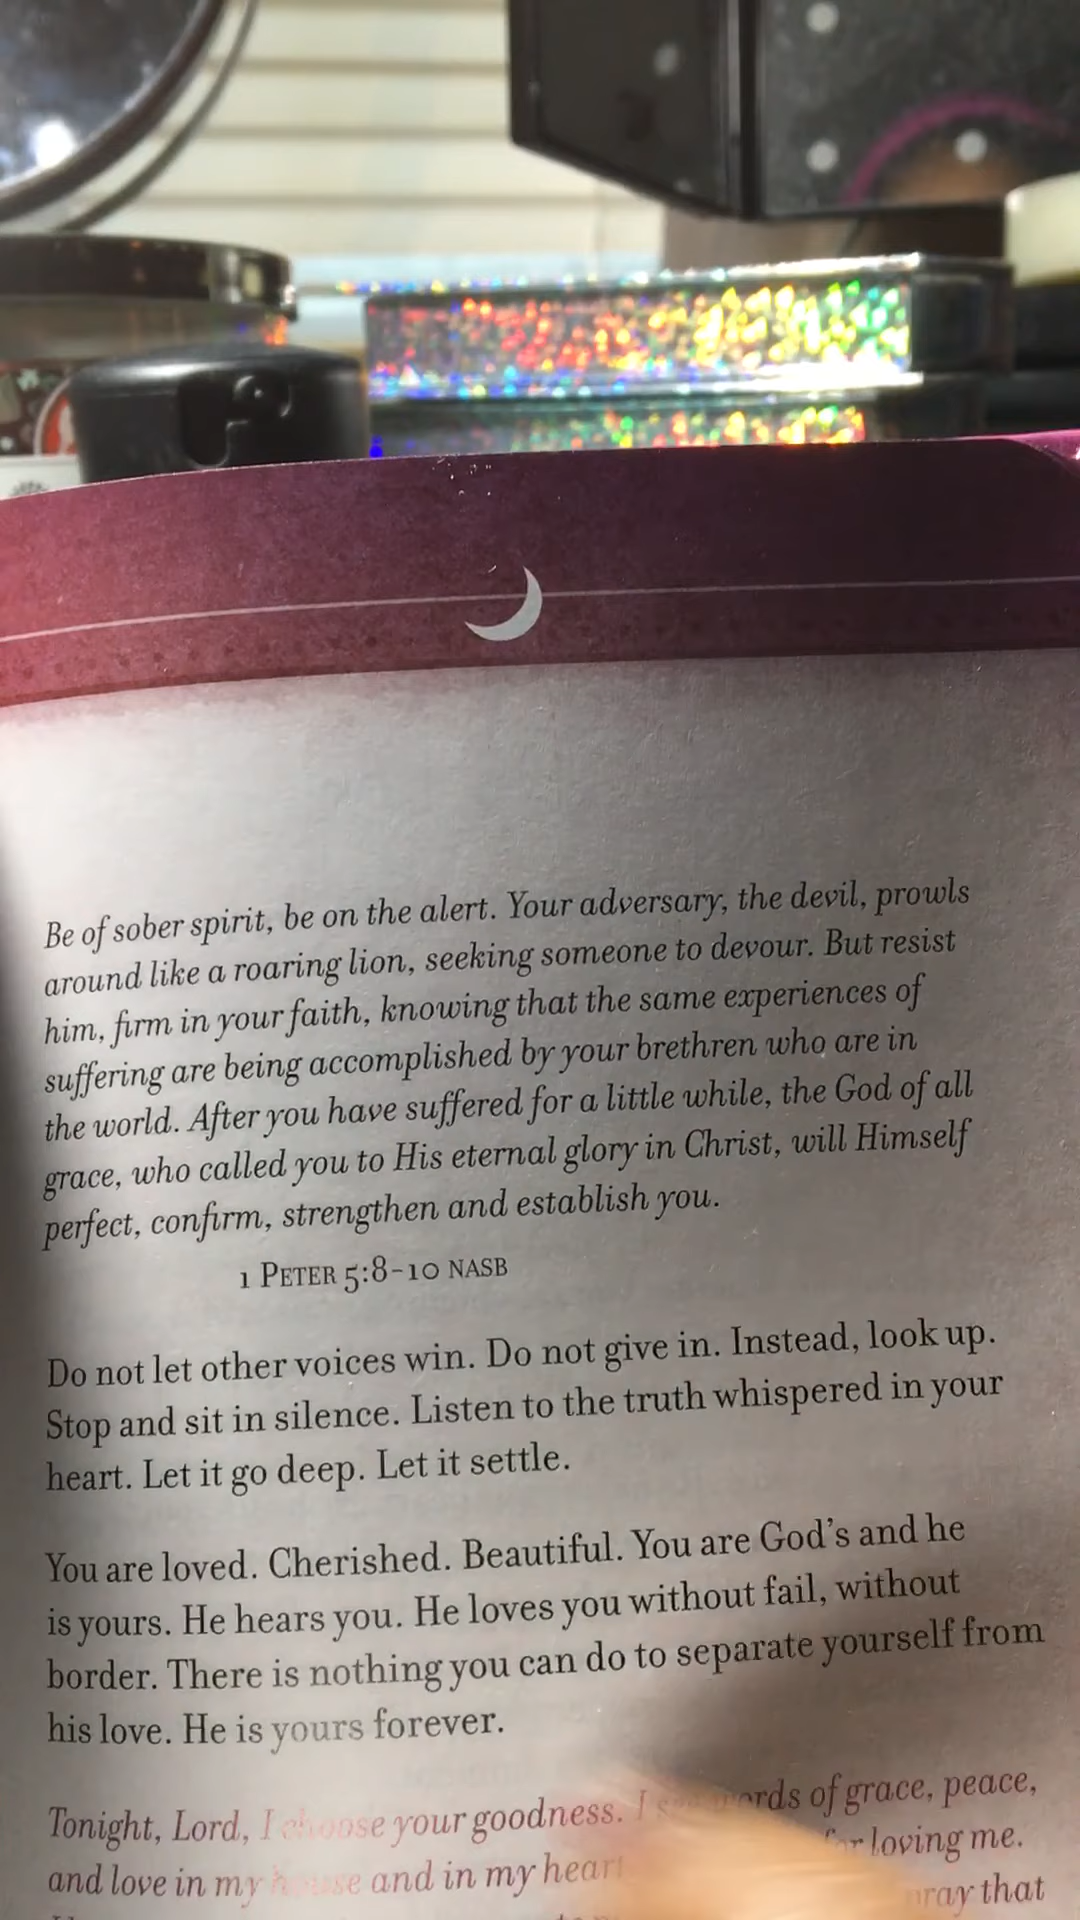 Be of sober spirit, be on the alert. Your adversary, the devil, prowls
around like a roaring lion, seeking someone to devour. But resist
him, firm in your faith, knowing that the same experiences of
suffering are being accomplished by your brethren who are in
the world. After you have suffered for a little while, the God of all
grace, who called you to His eternal glory in Christ, will Himself
perfect, confirm, strengthen and establish you.
1 PETER 5:8-10 NASB
Do not let other voices win. Do not give in. Instead, look up.
Stop and sit in silence. Listen to the truth whispered in your
heart. Let it go deep. Let it settle.
You are loved. Cherished. Beautiful. You are God's and he
is yours. He hears you. He loves you without fail, without
border. There is nothing you can do to separate yourself from
his love. He is yours forever.
Tonight, Lord, I choose your goodness. I words of grace, peace,
and love in my house and in my heart for loving me.
pray that